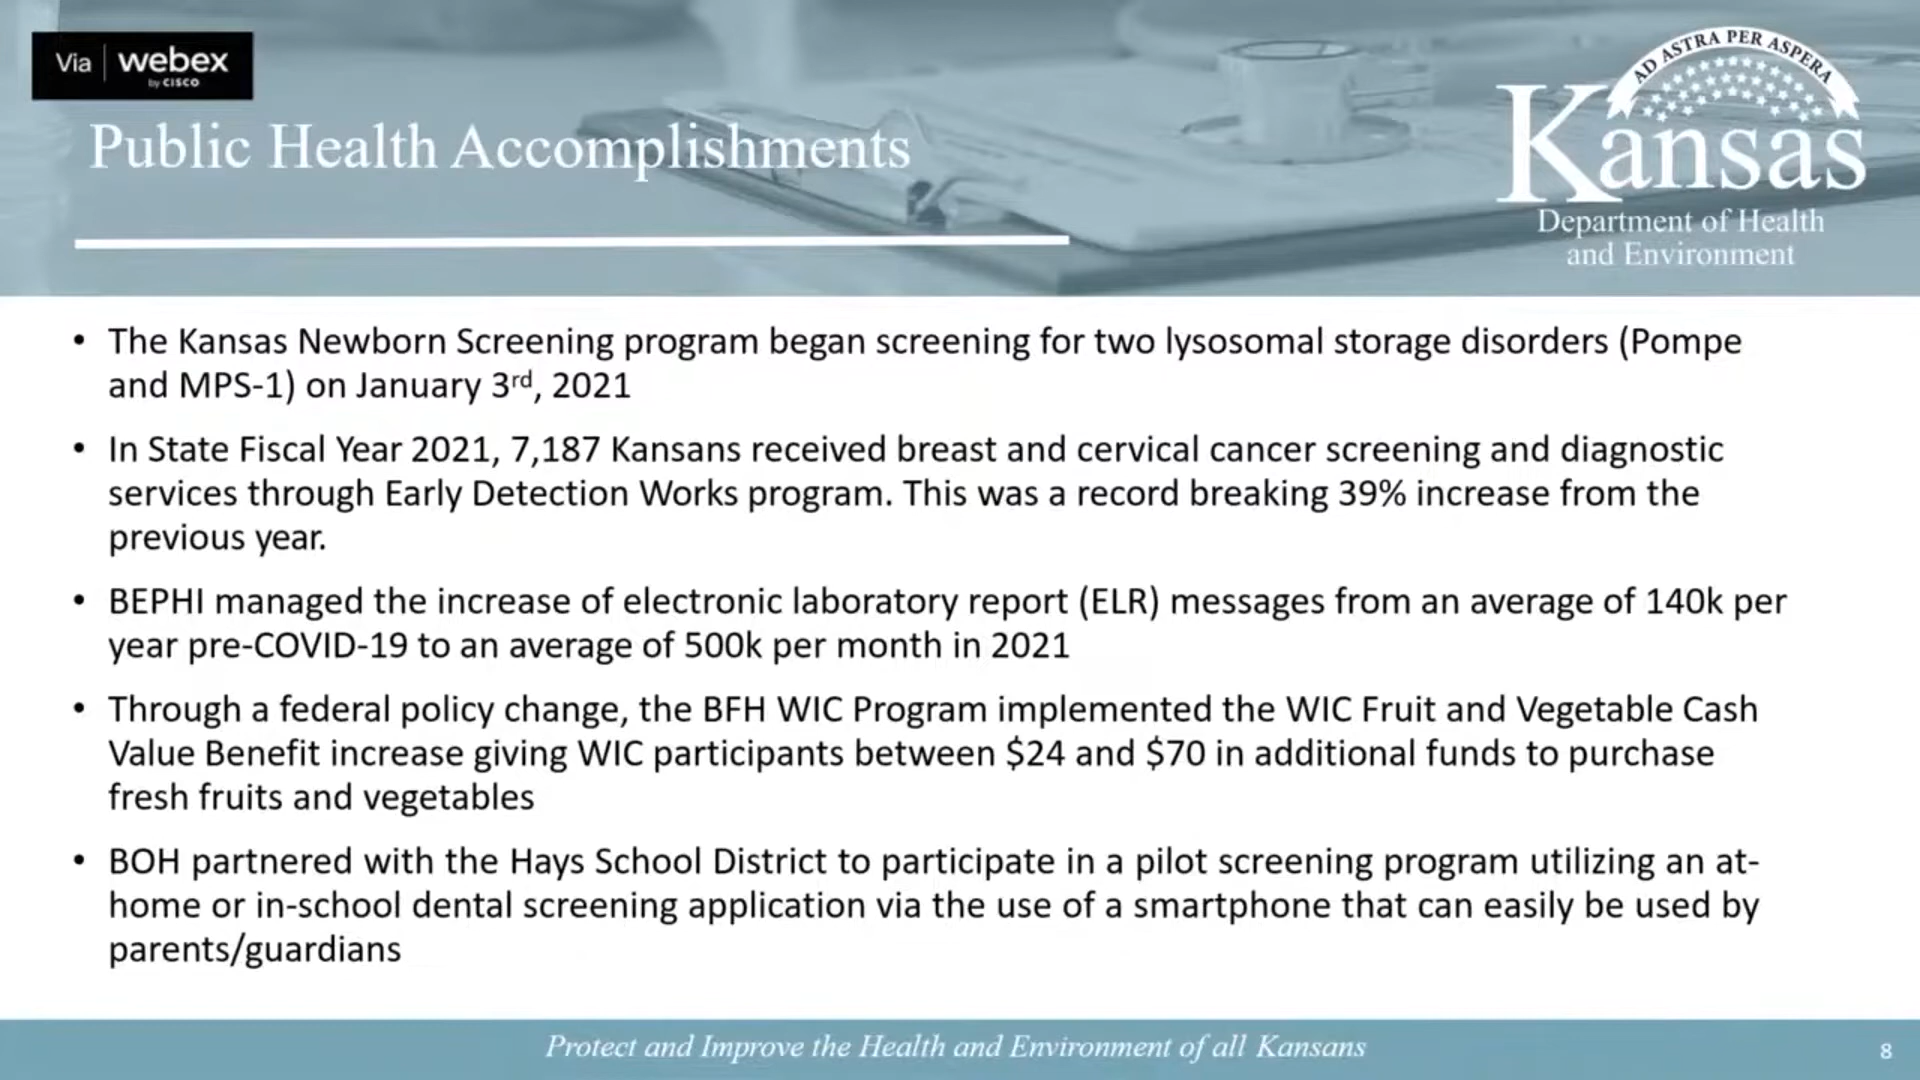 Via webex
by CISCO
AD ASTRA PER ASPERA
Kansas
Department of Health
and Environment
Public Health Accomplishments
• The Kansas Newborn Screening program began screening for two lysosomal storage disorders (Pompe
and MPS-1) on January 3rd, 2021
• In State Fiscal Year 2021, 7,187 Kansans received breast and cervical cancer screening and diagnostic
services through Early Detection Works program. This was a record breaking 39% increase from the
previous year.
• BEPHI managed the increase of electronic laboratory report (ELR) messages from an average of 140k per
year pre-COVID-19 to an average of 500k per month in 2021
• Through a federal policy change, the BFH WIC Program implemented the WIC Fruit and Vegetable Cash
Value Benefit increase giving WIC participants between $24 and $70 in additional funds to purchase
fresh fruits and vegetables
• BOH partnered with the Hays School District to participate in a pilot screening program utilizing an at-
home or in-school dental screening application via the use of a smartphone that can easily be used by
parents/guardians
Protect and Improve the Health and Environment of all Kansans
8